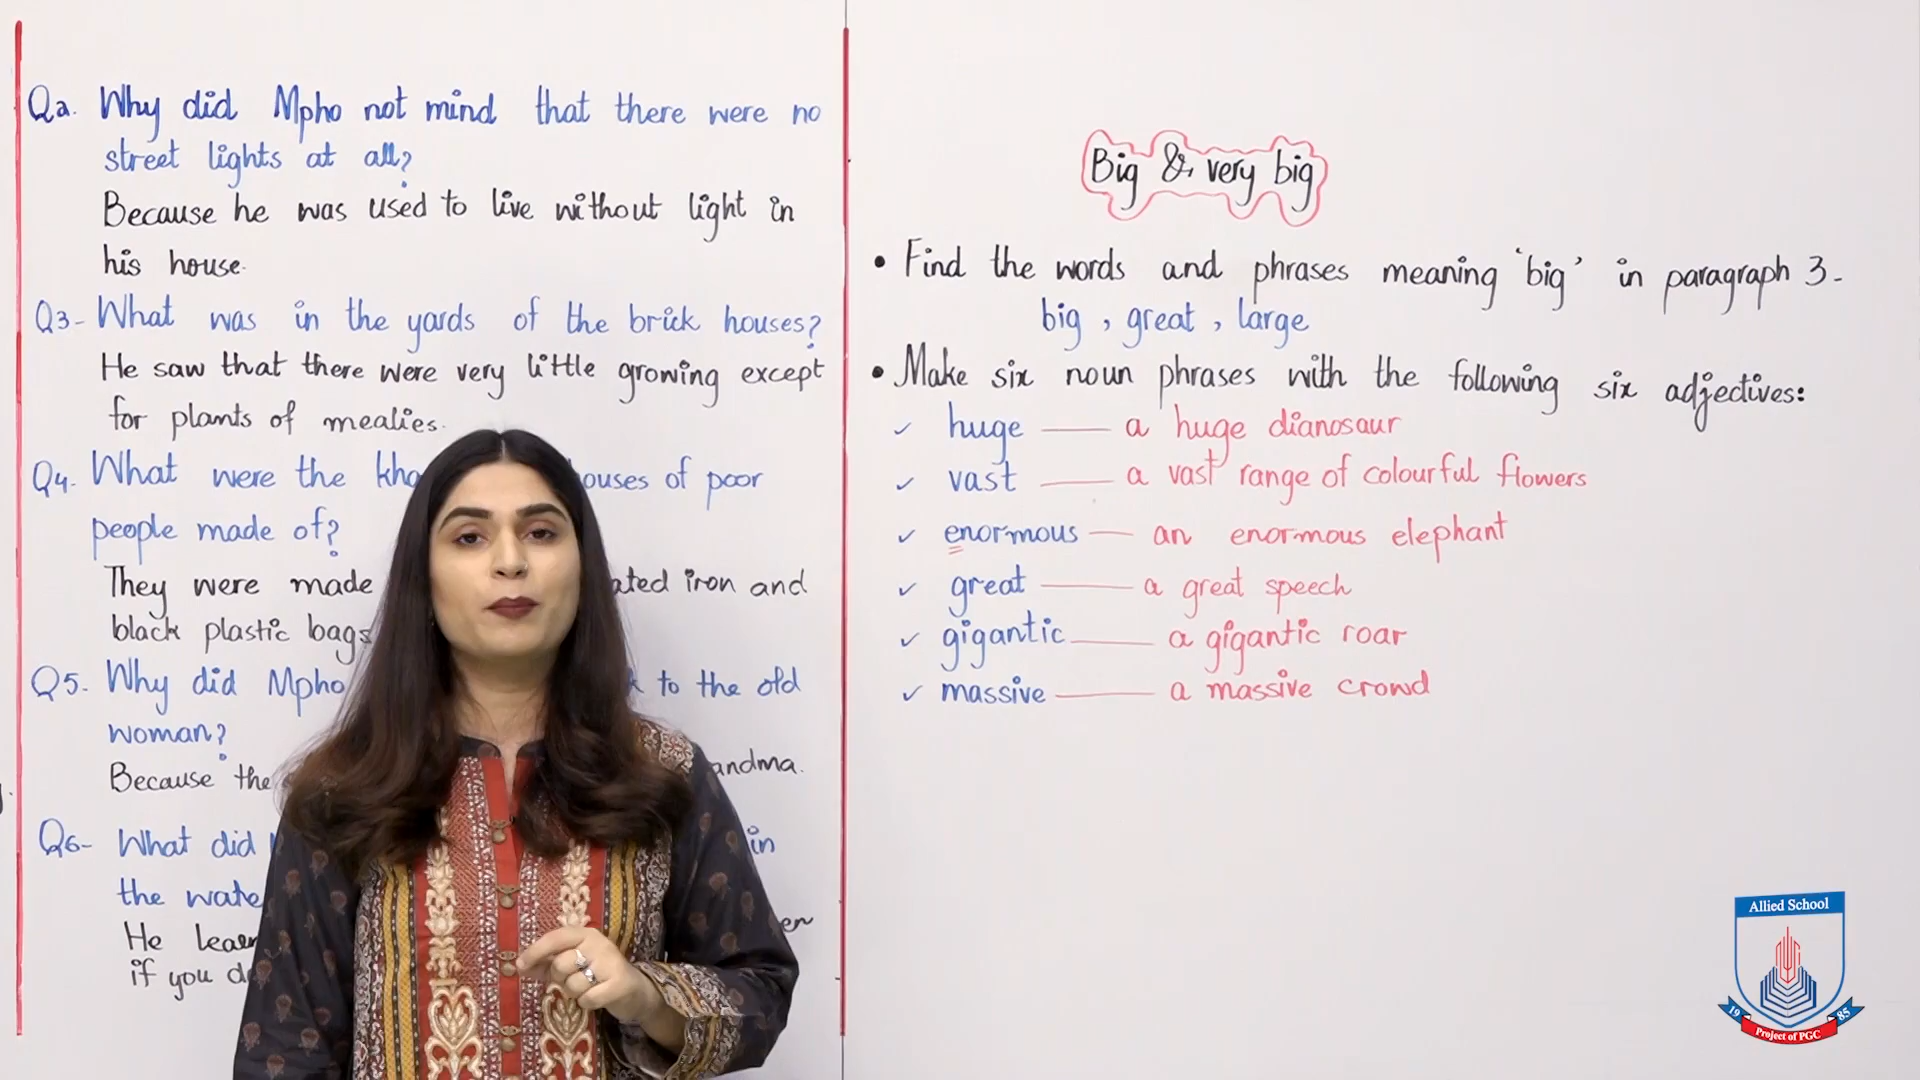 Qa. Why did Mpho not mind that there were no
street lights at all?
Because he was used to live without light in
his house.
Q3- What was in the yards of the brick houses?
He saw that there were very little growing except
for plants of mealies.
Q4. What were the ouses of poor
people made of?
They were made ated iron and
black plastic bags
Q5- Why did Mpho to the old
woman?
Because the andma.
Q6- What did in
the wate
He lear er
if you d
Big & very big
• Find the words and phrases meaning 'big' in paragraph 3-
big, great, large
• Make six noun phrases with the following six adjectives:
✓ huge — a huge dianosaur
✓ vast — a vast range of colourful flowers
✓ enormous — an enormous elephant
✓ great — a great speech
✓ gigantic — a gigantic roar
✓ massive — a massive crowd
Allied School
19 85
Project of PGC